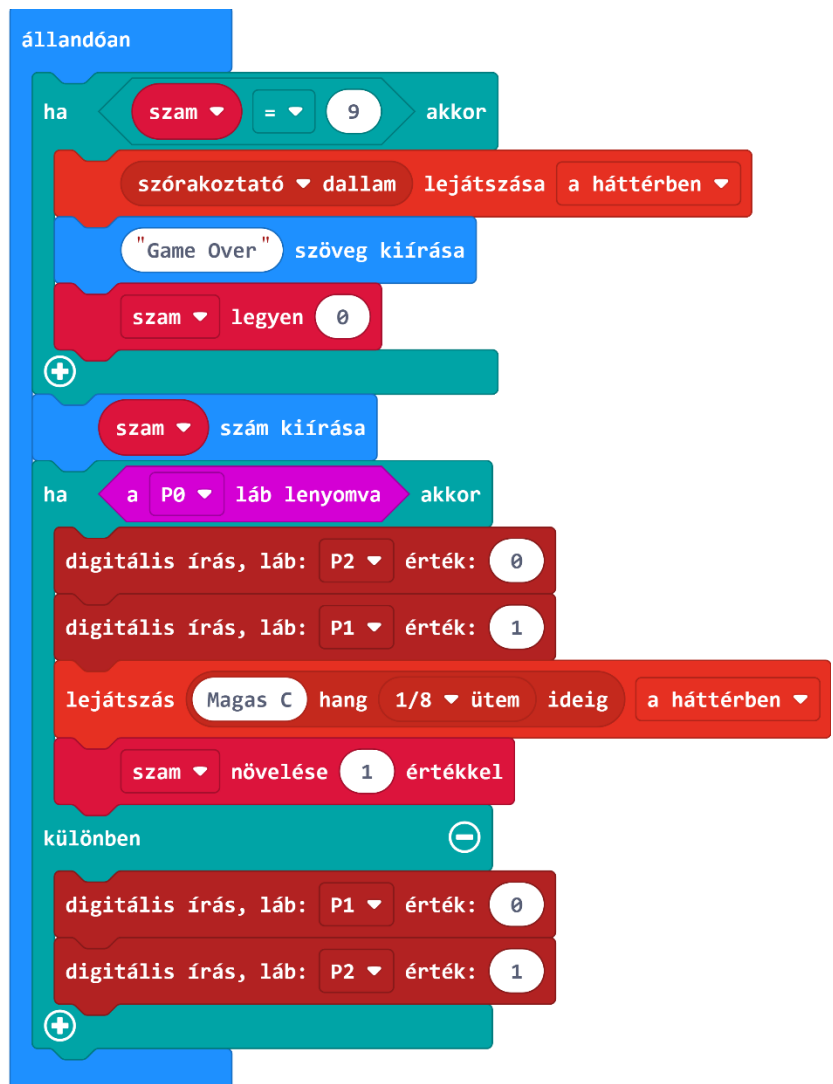 állandóan
ha szam = 9 akkor
szórakoztató dallam lejátszása a háttérben
"Game Over" szöveg kiírása
szam legyen 0
szam szám kiírása
ha a P0 láb lenyomva akkor
digitális írás, láb: P2 érték: 0
digitális írás, láb: P1 érték: 1
lejátszás Magas C hang 1/8 ütem ideig a háttérben
szam növelése 1 értékkel
különben
digitális írás, láb: P1 érték: 0
digitális írás, láb: P2 érték: 1